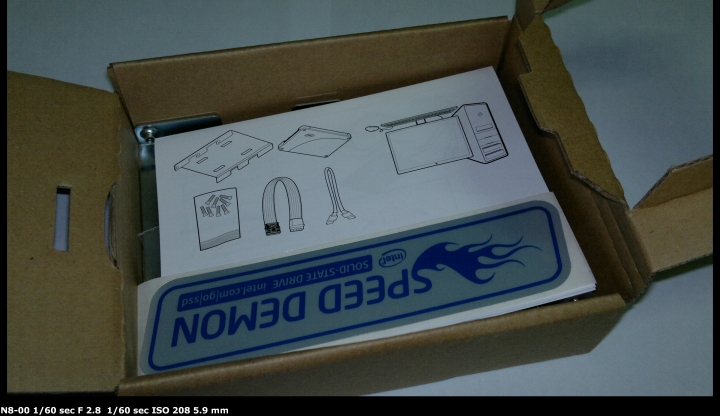 SPEED DEMON
intel
SOLID-STATE DRIVE intel.com/go/ssd
N8-00 1/60 sec F 2.8 1/60 sec ISO 208 5.9 mm